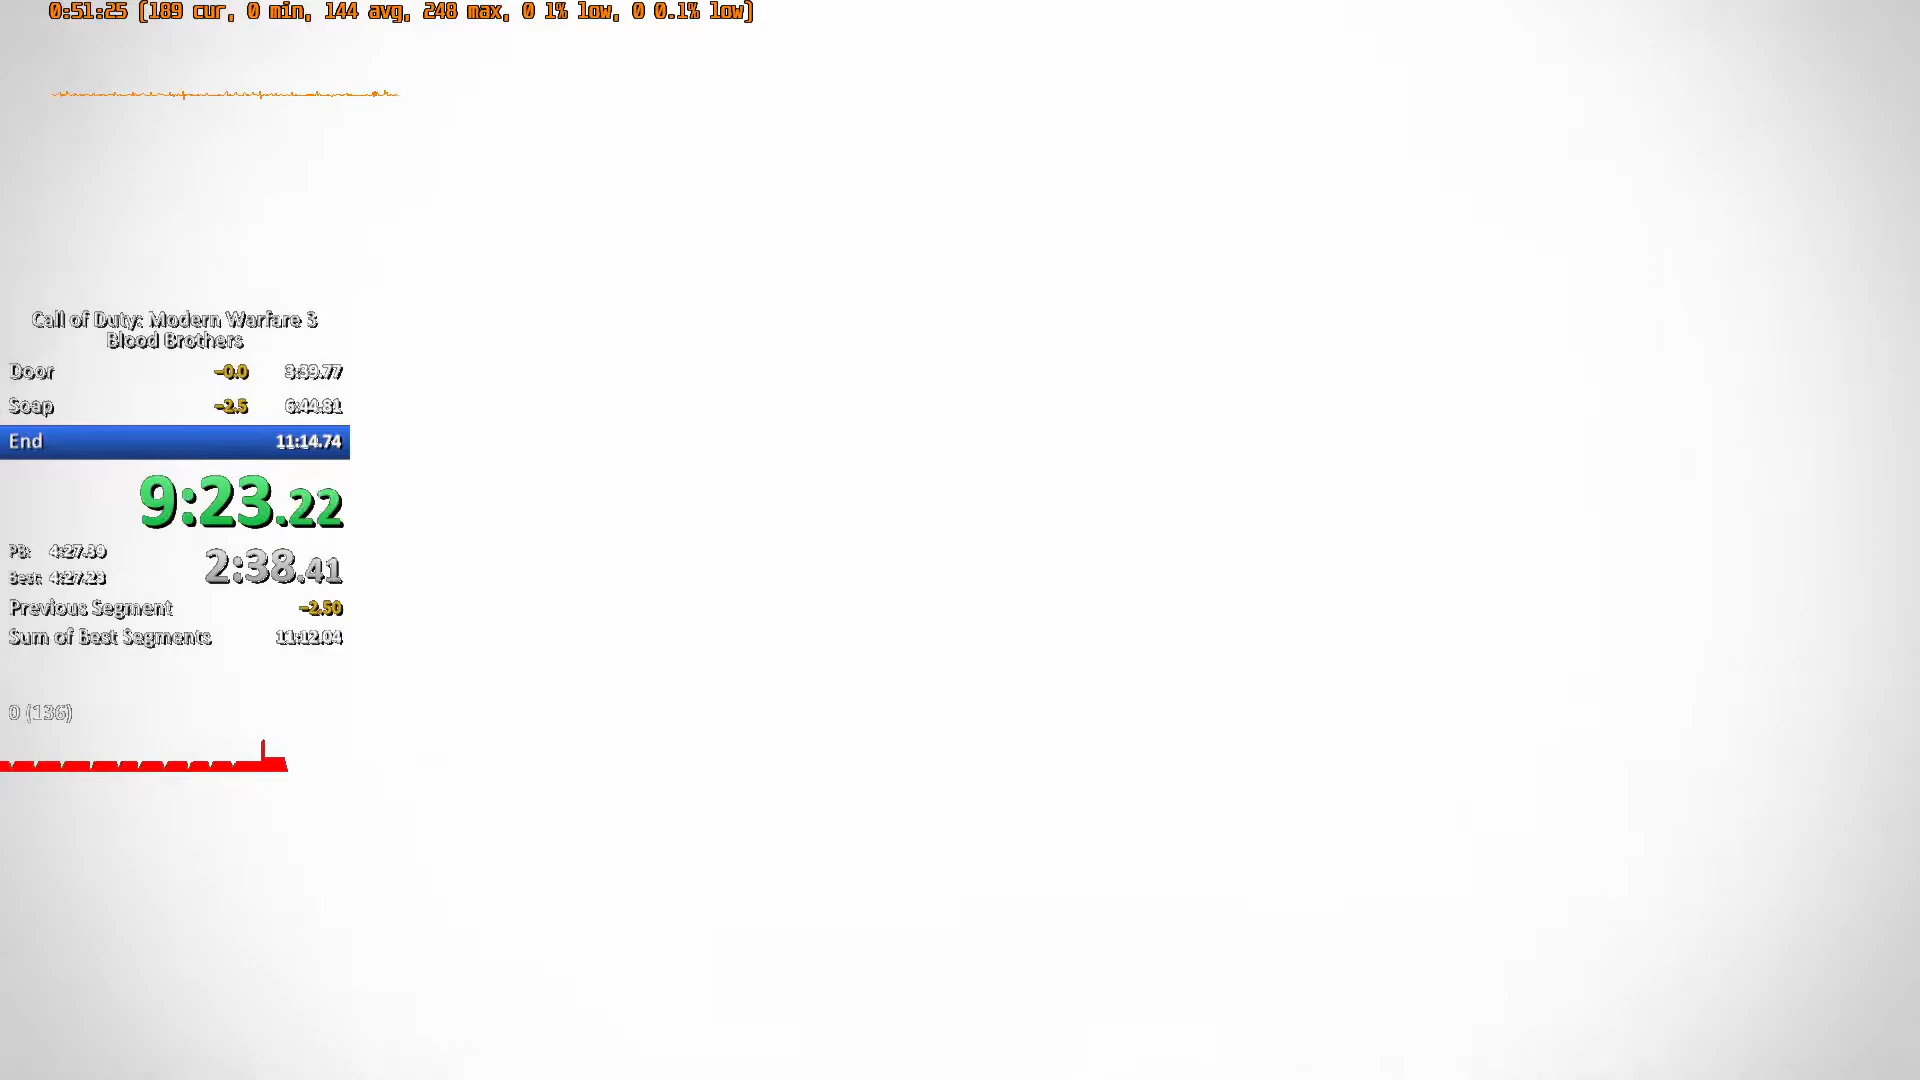 0:51:25 [189 cur, 0 min, 144 avg, 248 max, 0 1% low, 0 0.1% low]
Call of Duty: Modern Warfare 3
Blood Brothers
Door −0.0 3:39.77
Soap −2.5 6:44.81
End 11:14.74
9:23.22
PB: 4:27.39
2:38.41
Best: 4:27.23
Previous Segment −2.50
Sum of Best Segments 11:12.04
0 (136)